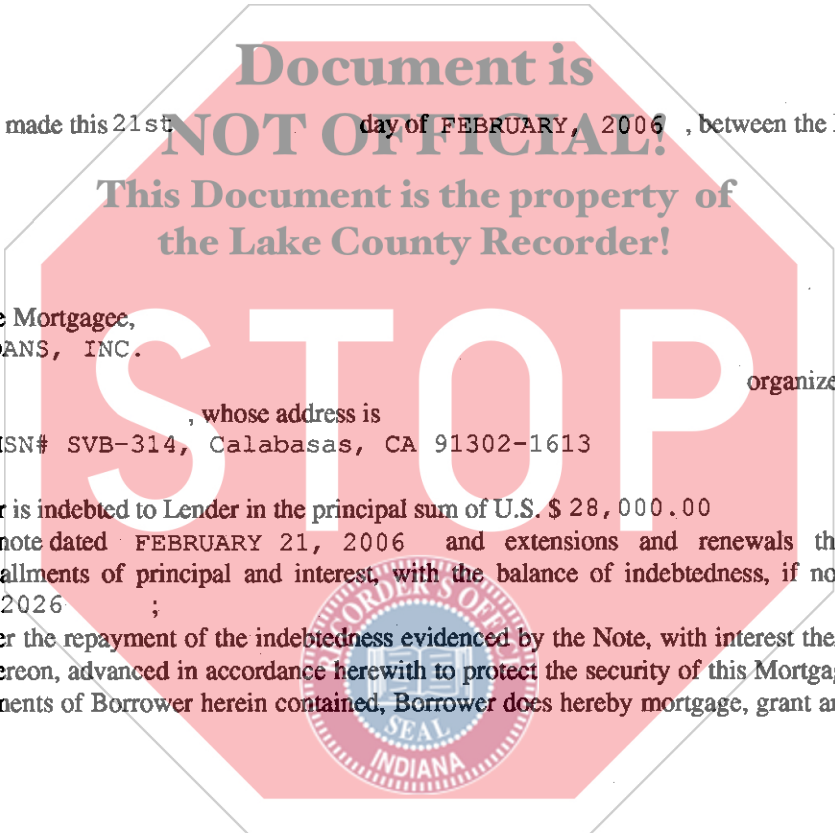 Document is
made this 21st day of FEBRUARY, 2006 , between the
NOT OFFICIAL!
This Document is the property of
the Lake County Recorder!
Mortgagee,
ANS, INC.
organize
, whose address is
SN# SVB-314, Calabasas, CA 91302-1613
STOP
r is indebted to Lender in the principal sum of U.S. $ 28,000.00
note dated FEBRUARY 21, 2006 and extensions and renewals th
allments of principal and interest, with the balance of indebtedness, if no
2026 ;
er the repayment of the indebtedness evidenced by the Note, with interest the
ereon, advanced in accordance herewith to protect the security of this Mortga
nents of Borrower herein contained, Borrower does hereby mortgage, grant a
RECORDER'S OFFICE
SEAL
INDIANA